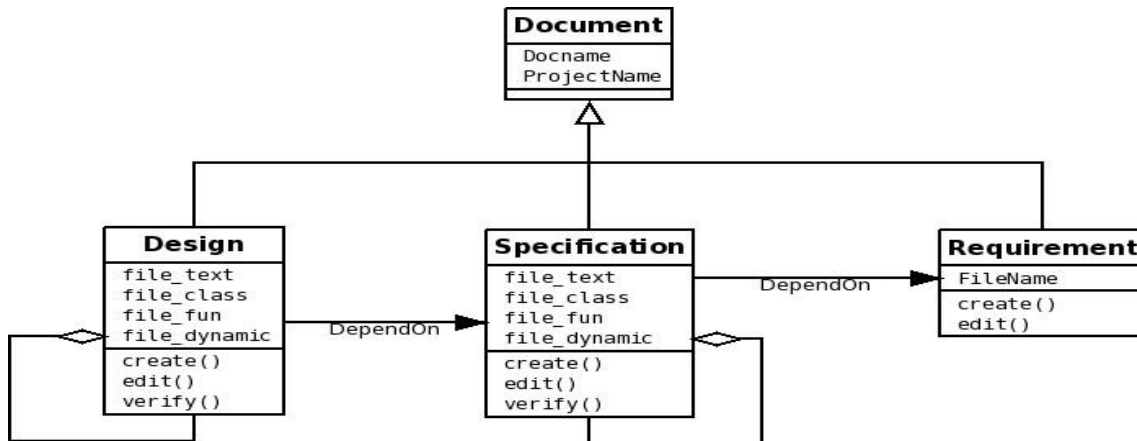 Document
Docname
ProjectName
Design
file_text
file_class
file_fun
file_dynamic
create()
edit()
verify()
DependOn
Specification
file_text
file_class
file_fun
file_dynamic
create()
edit()
verify()
DependOn
Requirement
FileName
create()
edit()